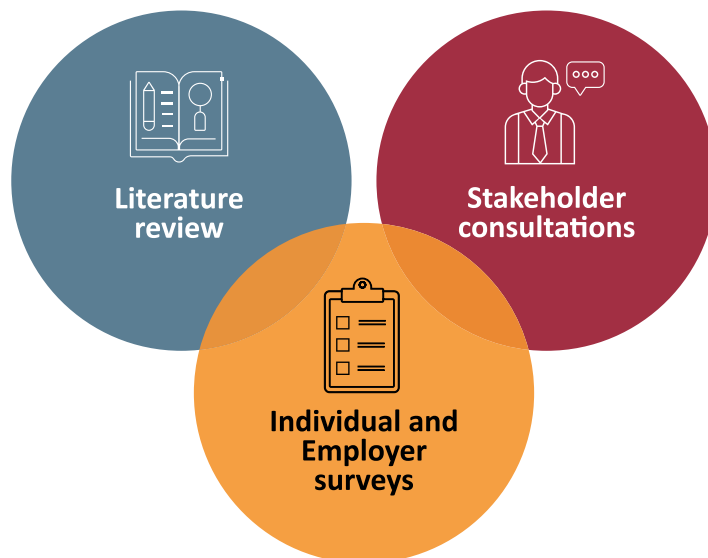 Literature
review
Stakeholder
consultations
Individual and
Employer
surveys